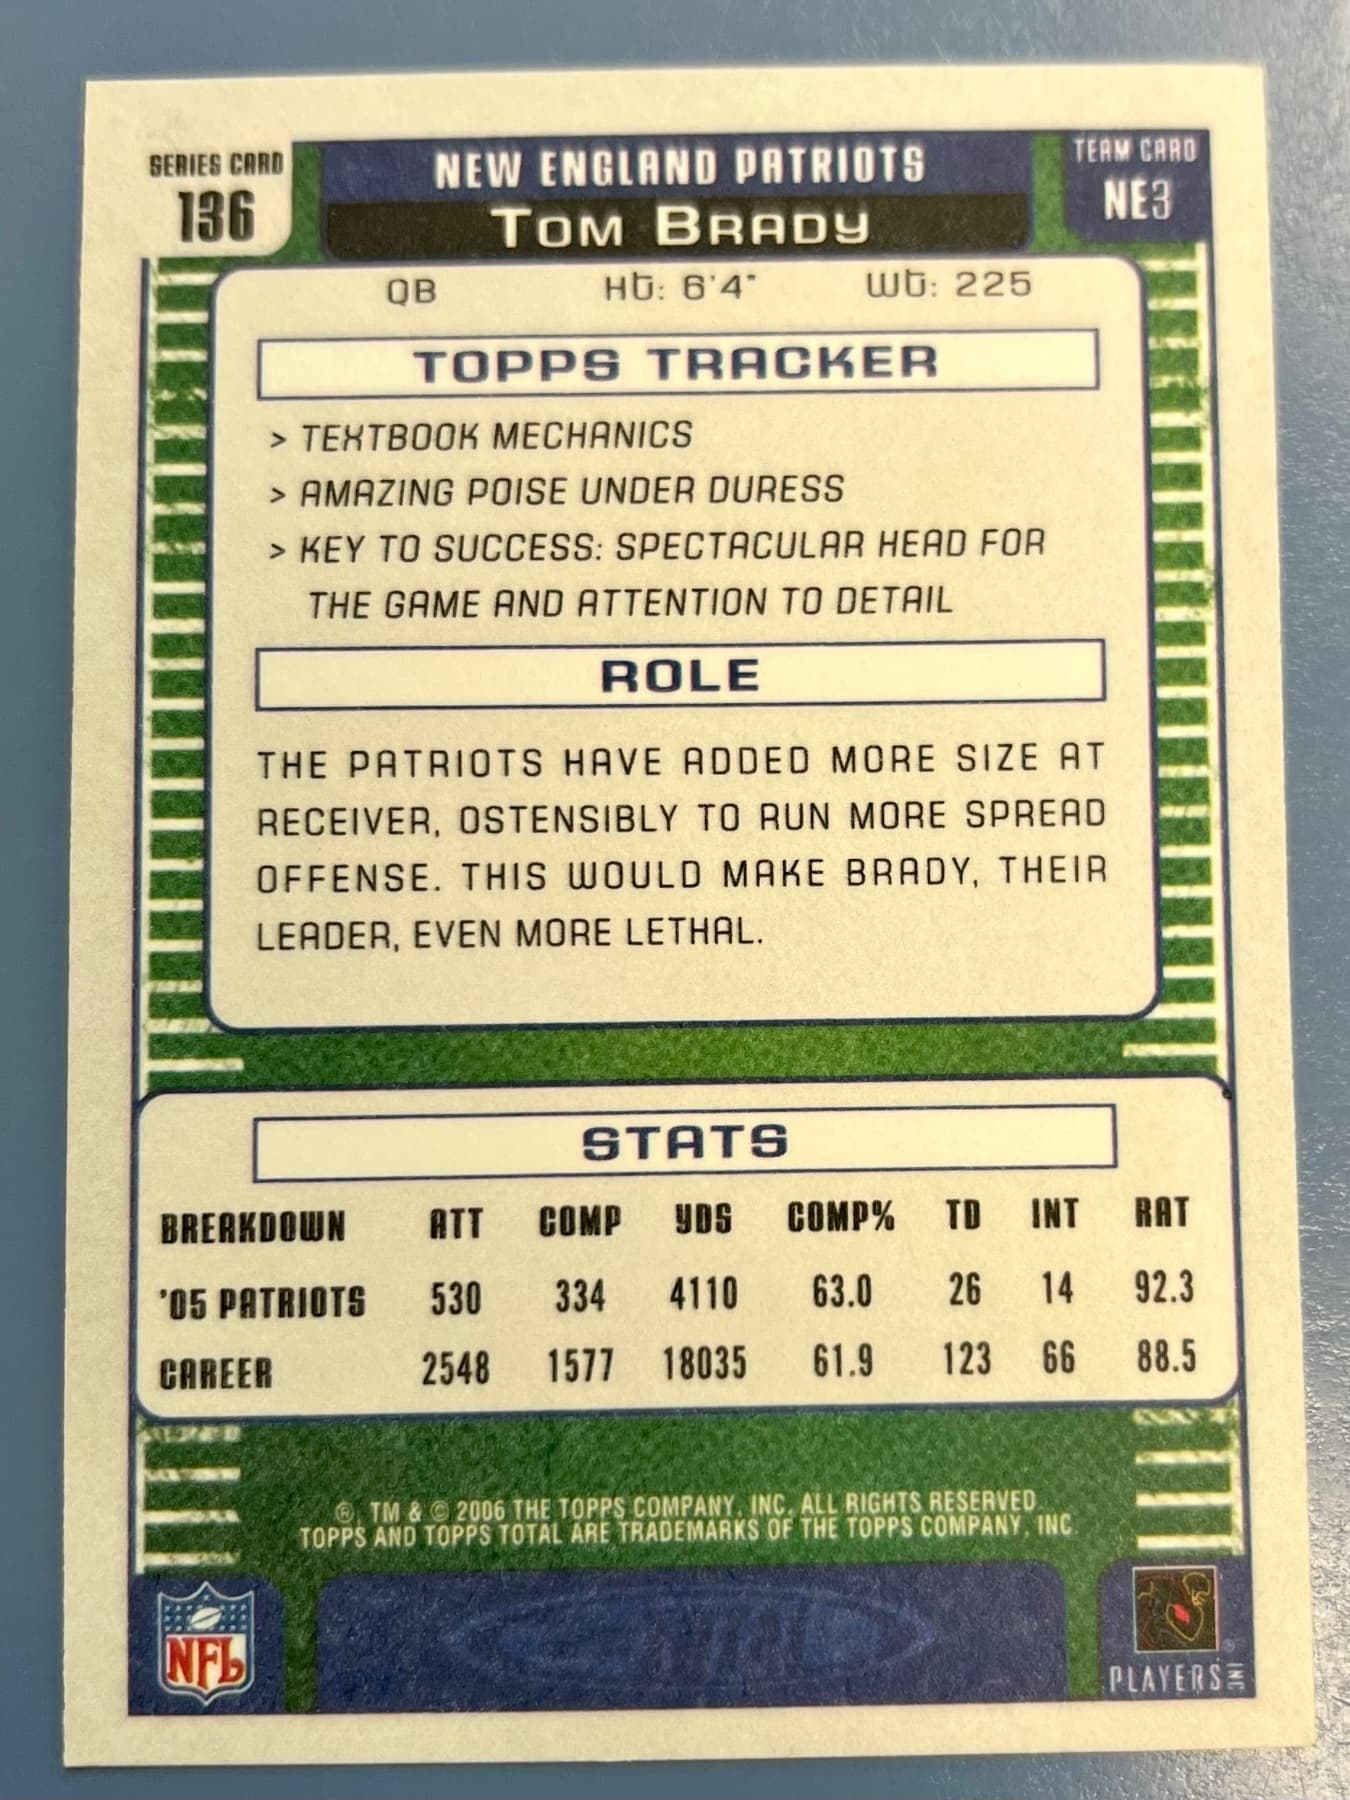 SERIES CARD
136
NEW ENGLAND PATRIOTS
TOM BRADY
TEAM CARD
NE3
QB Ht: 6'4" Wt: 225
TOPPS TRACKER
> TEXTBOOK MECHANICS
> AMAZING POISE UNDER DURESS
> KEY TO SUCCESS: SPECTACULAR HEAD FOR
THE GAME AND ATTENTION TO DETAIL
ROLE
THE PATRIOTS HAVE ADDED MORE SIZE AT
RECEIVER, OSTENSIBLY TO RUN MORE SPREAD
OFFENSE. THIS WOULD MAKE BRADY, THEIR
LEADER, EVEN MORE LETHAL.
STATS
BREAKDOWN ATT COMP YDS COMP% TD INT RAT
'05 PATRIOTS 530 334 4110 63.0 26 14 92.3
CAREER 2548 1577 18035 61.9 123 66 88.5
®, TM & © 2006 THE TOPPS COMPANY, INC. ALL RIGHTS RESERVED.
TOPPS AND TOPPS TOTAL ARE TRADEMARKS OF THE TOPPS COMPANY, INC.
NFL
PLAYERS INC